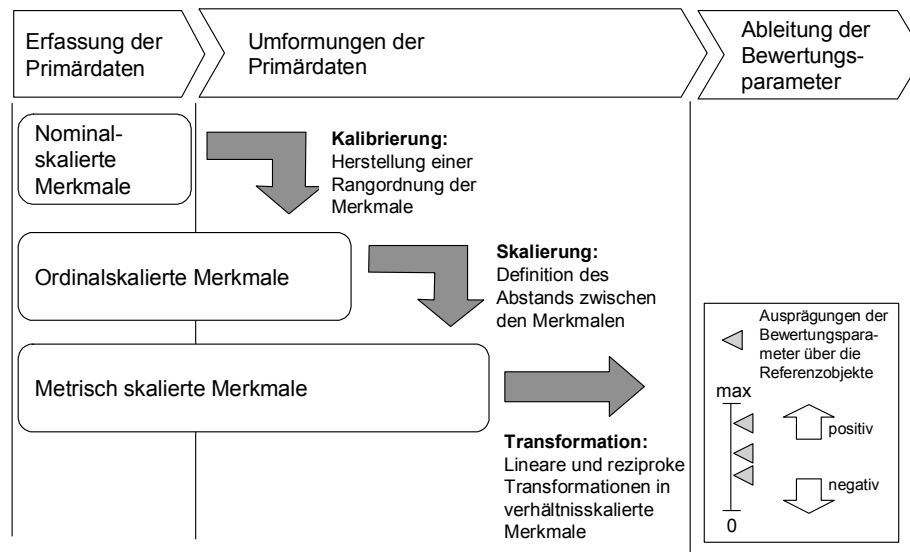 Erfassung der
Primärdaten
Umformungen der
Primärdaten
Ableitung der
Bewertungs-
parameter
Nominal-
skalierte
Merkmale
Kalibrierung:
Herstellung einer
Rangordnung der
Merkmale
Ordinalskalierte Merkmale
Skalierung:
Definition des
Abstands zwischen
den Merkmalen
Metrisch skalierte Merkmale
Transformation:
Lineare und reziproke
Transformationen in
verhältnisskalierte
Merkmale
Ausprägungen der
Bewertungspara-
meter über die
Referenzobjekte
max
positiv
negativ
0